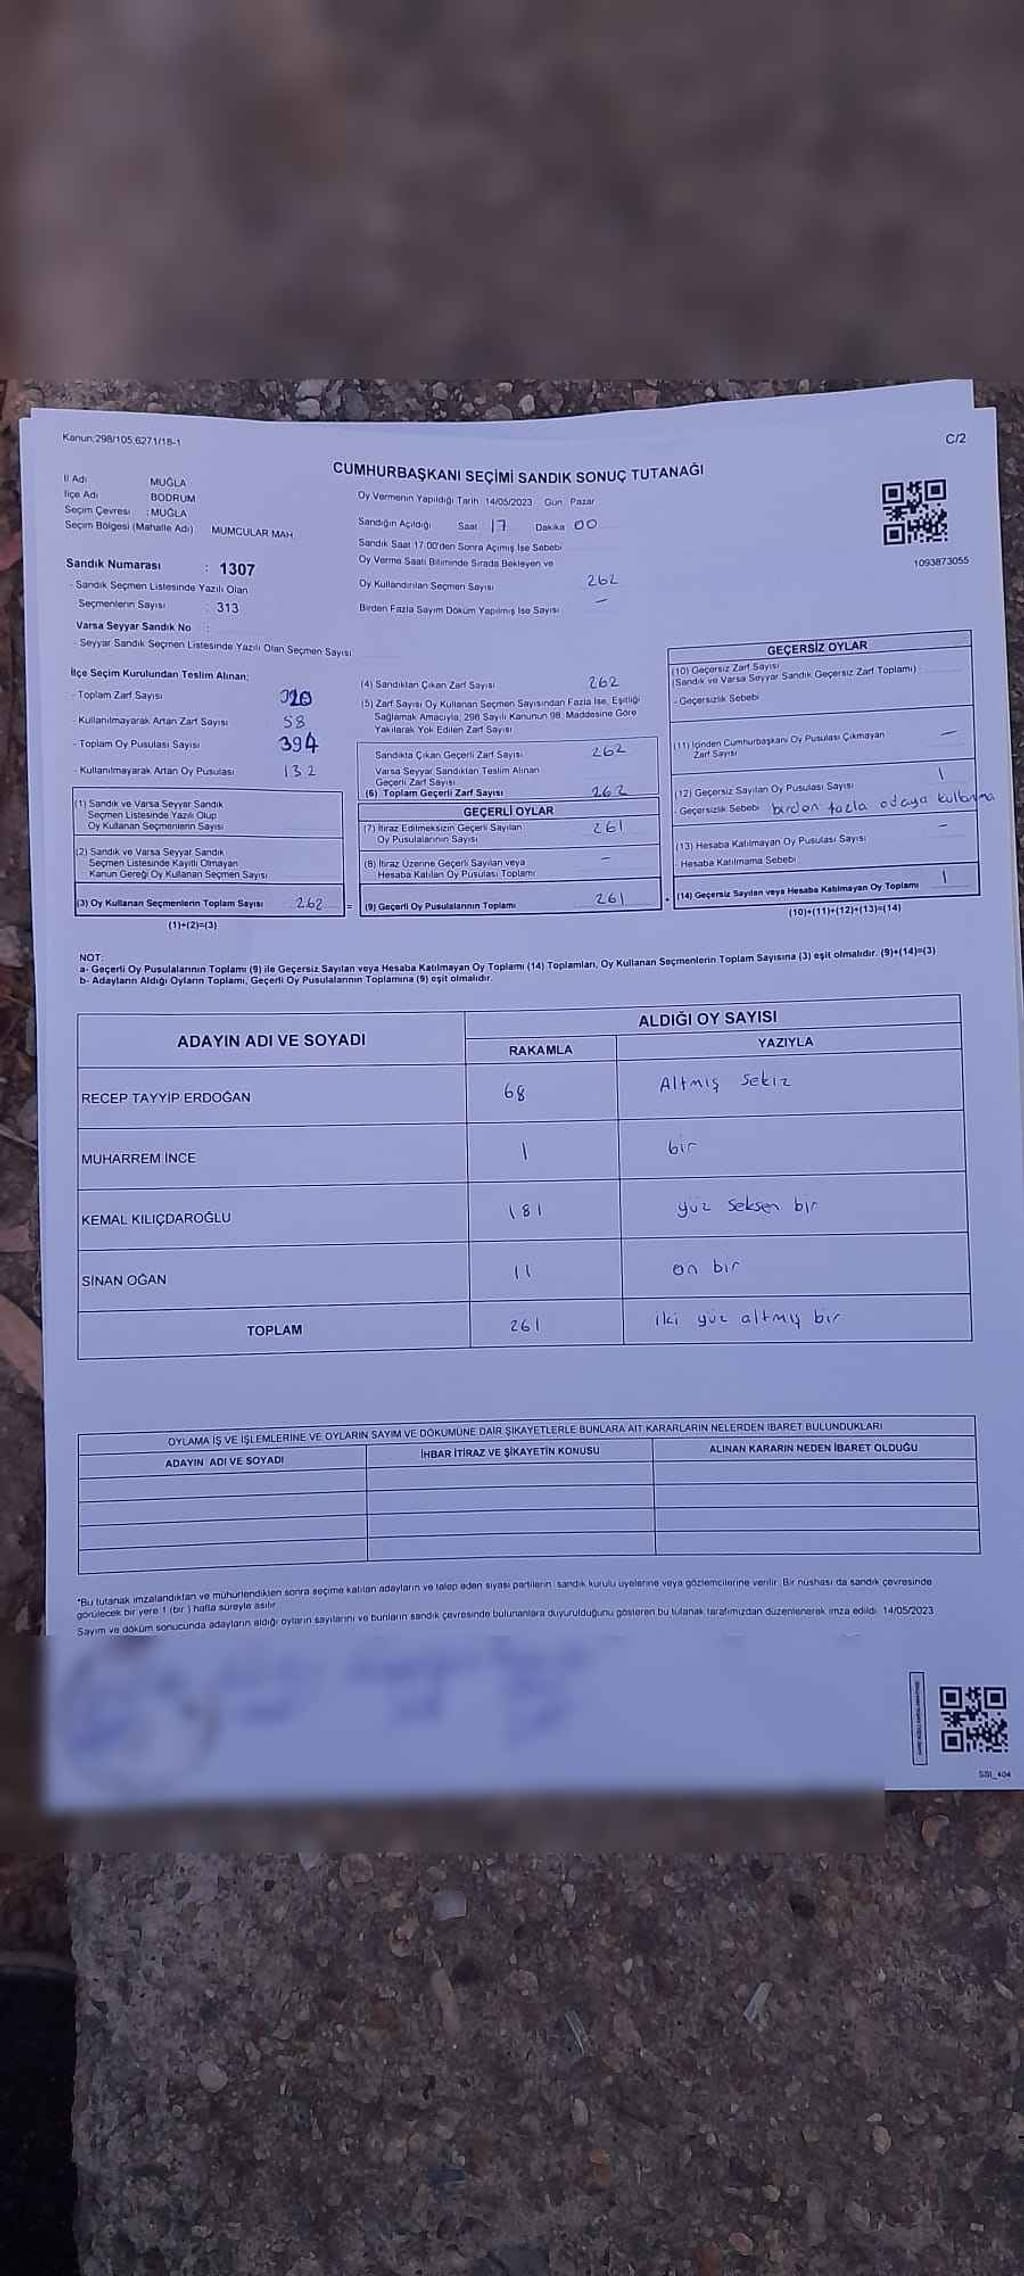 Kanun:298/105,6271/18-1
C/2
CUMHURBAŞKANI SEÇİMİ SANDIK SONUÇ TUTANAĞI
İl Adı MUĞLA
İlçe Adı BODRUM
Seçim Çevresi : MUĞLA
Seçim Bölgesi (Mahalle Adı) MUMCULAR MAH.
Sandık Numarası : 1307
- Sandık Seçmen Listesinde Yazılı Olan
Seçmenlerin Sayısı : 313
Varsa Seyyar Sandık No :
- Seyyar Sandık Seçmen Listesinde Yazılı Olan Seçmen Sayısı:
Oy Vermenin Yapıldığı Tarih 14/05/2023 Gün Pazar
Sandığın Açıldığı Saat 17 Dakika 00
Sandık Saat 17:00'den Sonra Açımış İse Sebebi
Oy Verme Saati Bitiminde Sırada Bekleyen ve
Oy Kullandırılan Seçmen Sayısı 262
Birden Fazla Sayım Döküm Yapılmış İse Sayısı –
1093873055
İlçe Seçim Kurulundan Teslim Alınan;
- Toplam Zarf Sayısı 320
- Kullanılmayarak Artan Zarf Sayısı 58
- Toplam Oy Pusulası Sayısı 394
- Kullanılmayarak Artan Oy Pusulası 132
(1) Sandık ve Varsa Seyyar Sandık
Seçmen Listesinde Yazılı Olup
Oy Kullanan Seçmenlerin Sayısı
(2) Sandık ve Varsa Seyyar Sandık
Seçmen Listesinde Kayıtlı Olmayan
Kanun Gereği Oy Kullanan Seçmen Sayısı
(3) Oy Kullanan Seçmenlerin Toplam Sayısı 262
(1)+(2)=(3)
(4) Sandıktan Çıkan Zarf Sayısı 262
(5) Zarf Sayısı Oy Kullanan Seçmen Sayısından Fazla İse, Eşitliği
Sağlamak Amacıyla, 298 Sayılı Kanunun 98. Maddesine Göre
Yakılarak Yok Edilen Zarf Sayısı
Sandıkta Çıkan Geçerli Zarf Sayısı 262
Varsa Seyyar Sandıktan Teslim Alınan
Geçerli Zarf Sayısı
(6) Toplam Geçerli Zarf Sayısı 262
GEÇERLİ OYLAR
(7) İtiraz Edilmeksizin Geçerli Sayılan
Oy Pusulalarının Sayısı 261
(8) İtiraz Üzerine Geçerli Sayılan veya
Hesaba Katılan Oy Pusulası Toplamı –
= (9) Geçerli Oy Pusulalarının Toplamı 261
GEÇERSİZ OYLAR
(10) Geçersiz Zarf Sayısı
(Sandık ve Varsa Seyyar Sandık Geçersiz Zarf Toplamı)
- Geçersizlik Sebebi
(11) İçinden Cumhurbaşkanı Oy Pusulası Çıkmayan
Zarf Sayısı –
(12) Geçersiz Sayılan Oy Pusulası Sayısı 1
- Geçersizlik Sebebi birden fazla odaya kullanma
(13) Hesaba Katılmayan Oy Pusulası Sayısı –
- Hesaba Katılmama Sebebi
+ (14) Geçersiz Sayılan veya Hesaba Katılmayan Oy Toplamı 1
(10)+(11)+(12)+(13)=(14)
NOT:
a- Geçerli Oy Pusulalarının Toplamı (9) ile Geçersiz Sayılan veya Hesaba Katılmayan Oy Toplamı (14) Toplamları, Oy Kullanan Seçmenlerin Toplam Sayısına (3) eşit olmalıdır. (9)+(14)=(3)
b- Adayların Aldığı Oyların Toplamı, Geçerli Oy Pusulalarının Toplamına (9) eşit olmalıdır.
ADAYIN ADI VE SOYADI ALDIĞI OY SAYISI
RAKAMLA YAZIYLA
RECEP TAYYİP ERDOĞAN 68 Altmış sekiz
MUHARREM İNCE 1 bir
KEMAL KILIÇDAROĞLU 181 yüz seksen bir
SİNAN OĞAN 11 on bir
TOPLAM 261 iki yüz altmış bir
OYLAMA İŞ VE İŞLEMLERİNE VE OYLARIN SAYIM VE DÖKÜMÜNE DAİR ŞİKAYETLERLE BUNLARA AİT KARARLARIN NELERDEN İBARET BULUNDUKLARI
ADAYIN ADI VE SOYADI İHBAR İTİRAZ VE ŞİKAYETİN KONUSU ALINAN KARARIN NEDEN İBARET OLDUĞU
*Bu tutanak imzalandıktan ve mühürlendikten sonra seçime katılan adayların ve talep eden siyasi partilerin sandık kurulu üyelerine veya gözlemcilerine verilir. Bir nüshası da sandık çevresinde
görülecek bir yere 1 (bir ) hafta süreyle asılır.
Sayım ve döküm sonucunda adayların aldığı oyların sayılarını ve bunların sandık çevresinde bulunanlara duyurulduğunu gösteren bu tutanak tarafımızdan düzenlenerek imza edildi. 14/05/2023
SSI_404